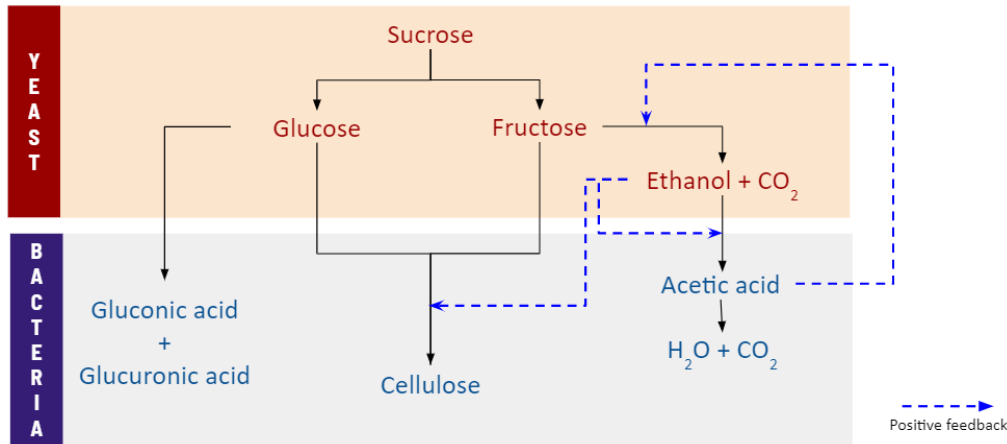 YEAST
Sucrose
Glucose
Fructose
Ethanol + CO₂
BACTERIA
Gluconic acid
+
Glucuronic acid
Cellulose
Acetic acid
H₂O + CO₂
Positive feedback